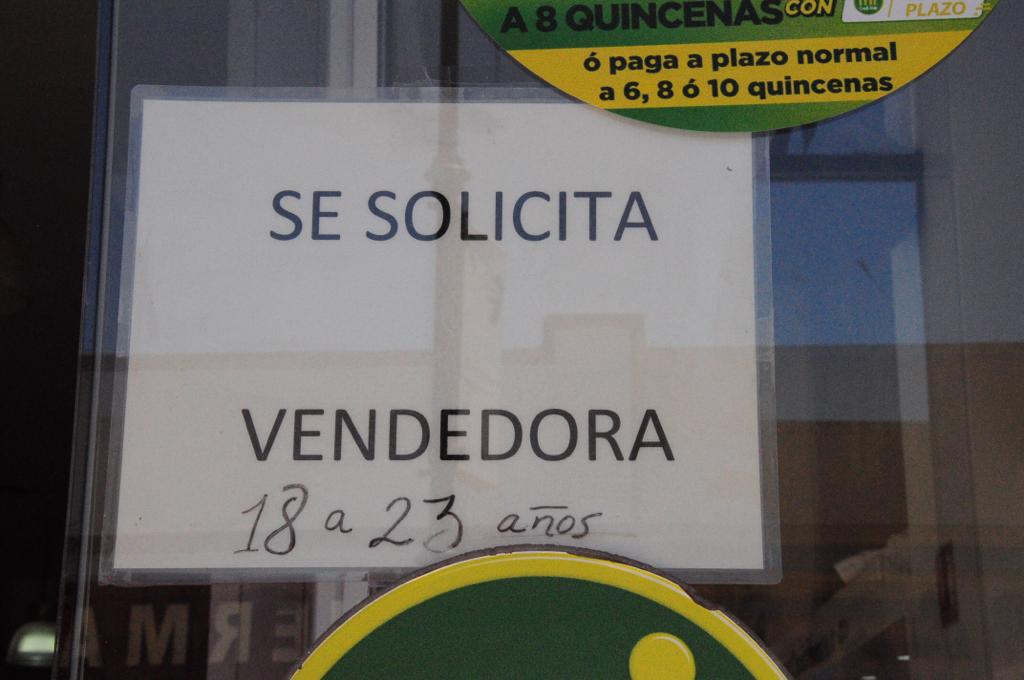 A 8 QUINCENAS CON
PLAZO
ó paga a plazo normal
a 6, 8 ó 10 quincenas
SE SOLICITA
VENDEDORA
18 a 23 años